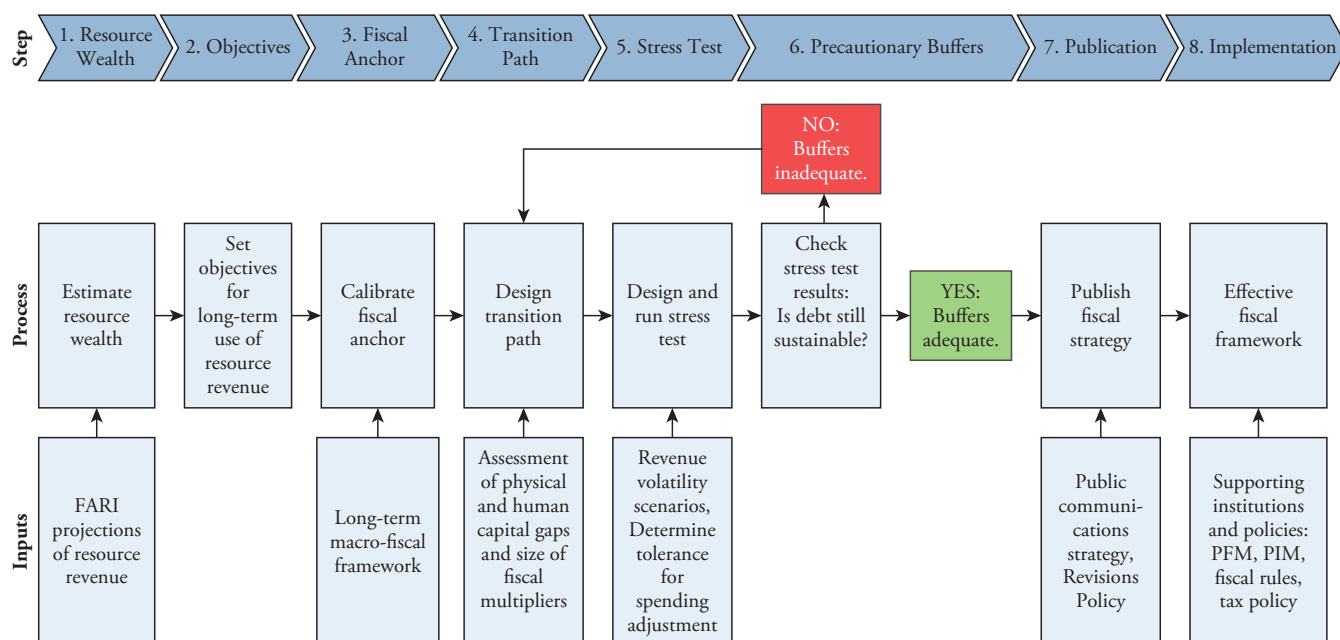 Step
1. Resource
Wealth
2. Objectives
3. Fiscal
Anchor
4. Transition
Path
5. Stress Test
6. Precautionary Buffers
7. Publication
8. Implementation
NO:
Buffers
inadequate.
Process
Estimate
resource
wealth
Set
objectives
for
long-term
use of
resource
revenue
Calibrate
fiscal
anchor
Design
transition
path
Design and
run stress
test
Check
stress test
results:
Is debt still
sustainable?
YES:
Buffers
adequate.
Publish
fiscal
strategy
Effective
fiscal
framework
Inputs
FARI
projections
of resource
revenue
Long-term
macro-fiscal
framework
Assessment
of physical
and human
capital gaps
and size of
fiscal
multipliers
Revenue
volatility
scenarios,
Determine
tolerance
for
spending
adjustment
Public
communi-
cations
strategy,
Revisions
Policy
Supporting
institutions
and policies:
PFM, PIM,
fiscal rules,
tax policy